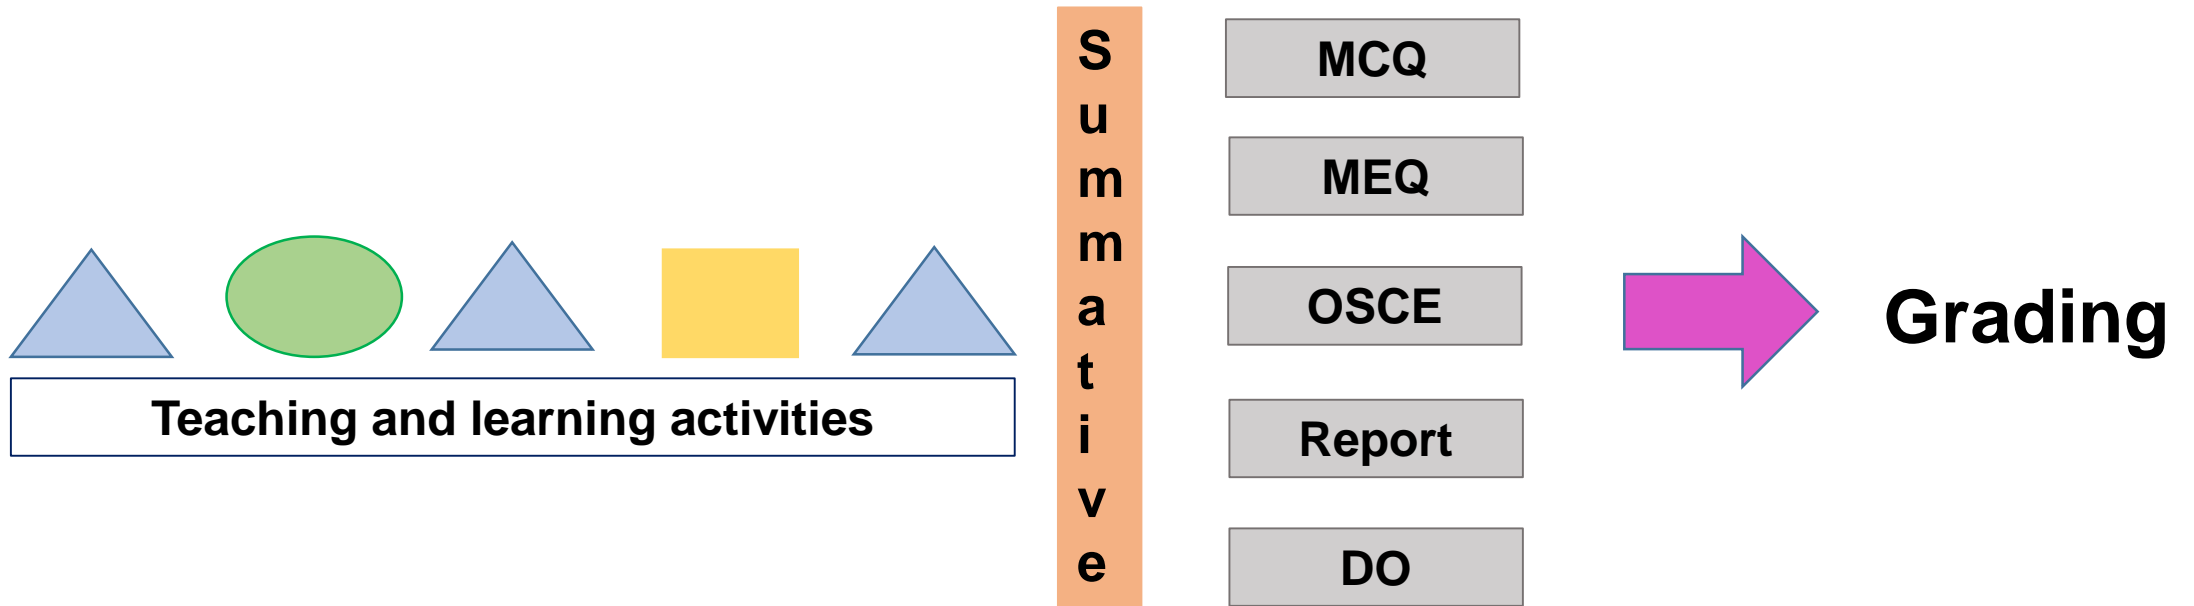 Teaching and learning activities
Summative
MCQ
MEQ
OSCE
Report
DO
Grading